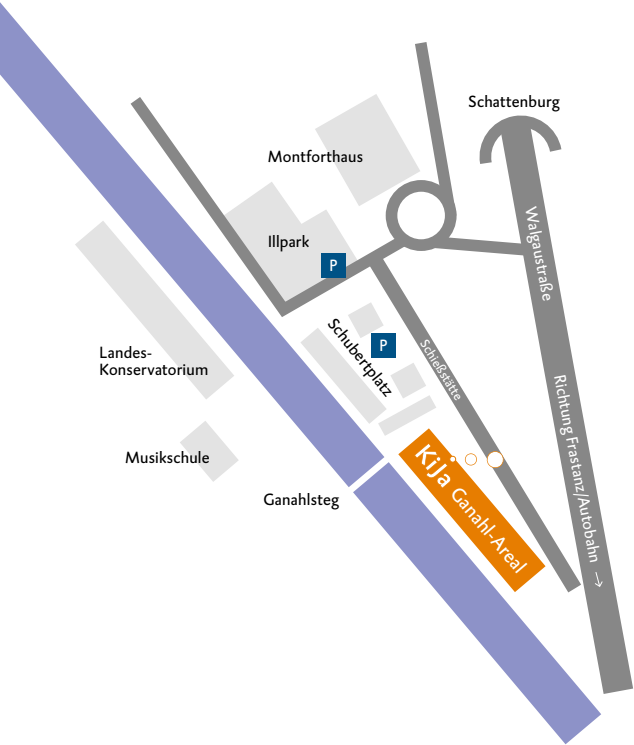 Schattenburg
Montforthaus
Walgaustraße
Illpark
P
Schubertplatz
P
Schießstätte
Landes-
Konservatorium
Richtung Frastanz/Autobahn →
Musikschule
KiJa Ganahl-Areal
Ganahlsteg